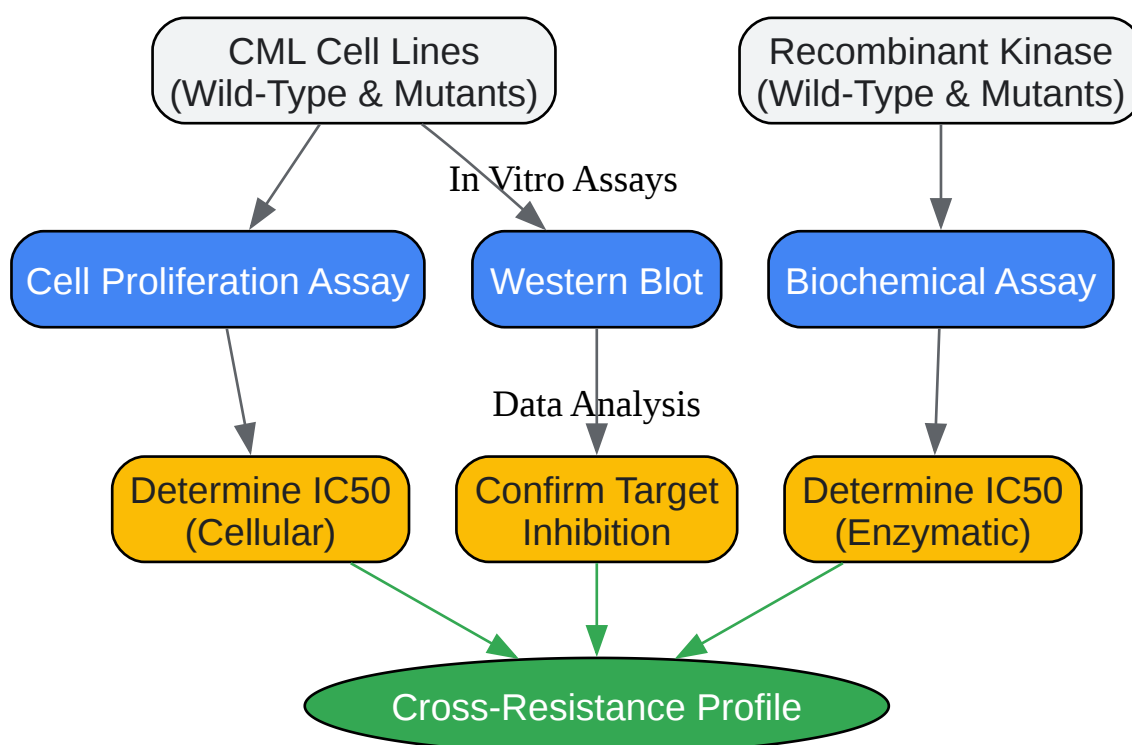 CML Cell Lines
(Wild-Type & Mutants)
Recombinant Kinase
(Wild-Type & Mutants)
In Vitro Assays
Cell Proliferation Assay
Western Blot
Biochemical Assay
Data Analysis
Determine IC50
(Cellular)
Confirm Target
Inhibition
Determine IC50
(Enzymatic)
Cross-Resistance Profile